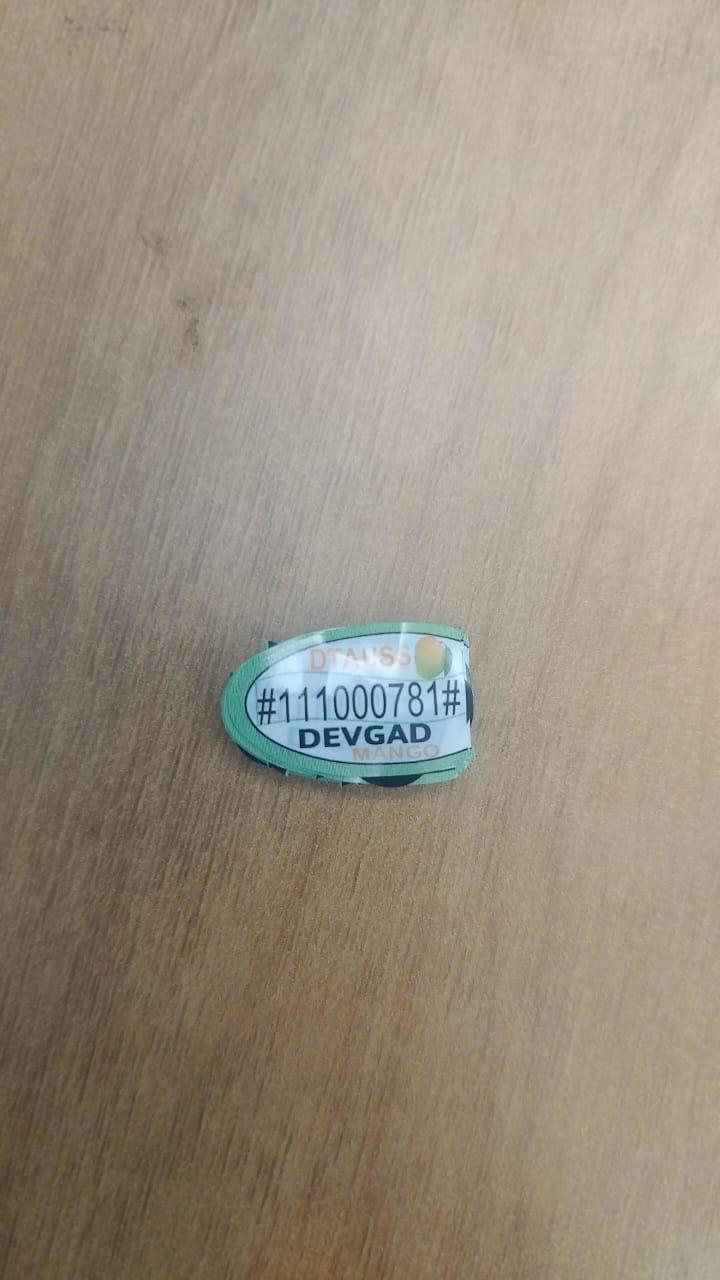 DTAUSS
#111000781#
DEVGAD
MANGO